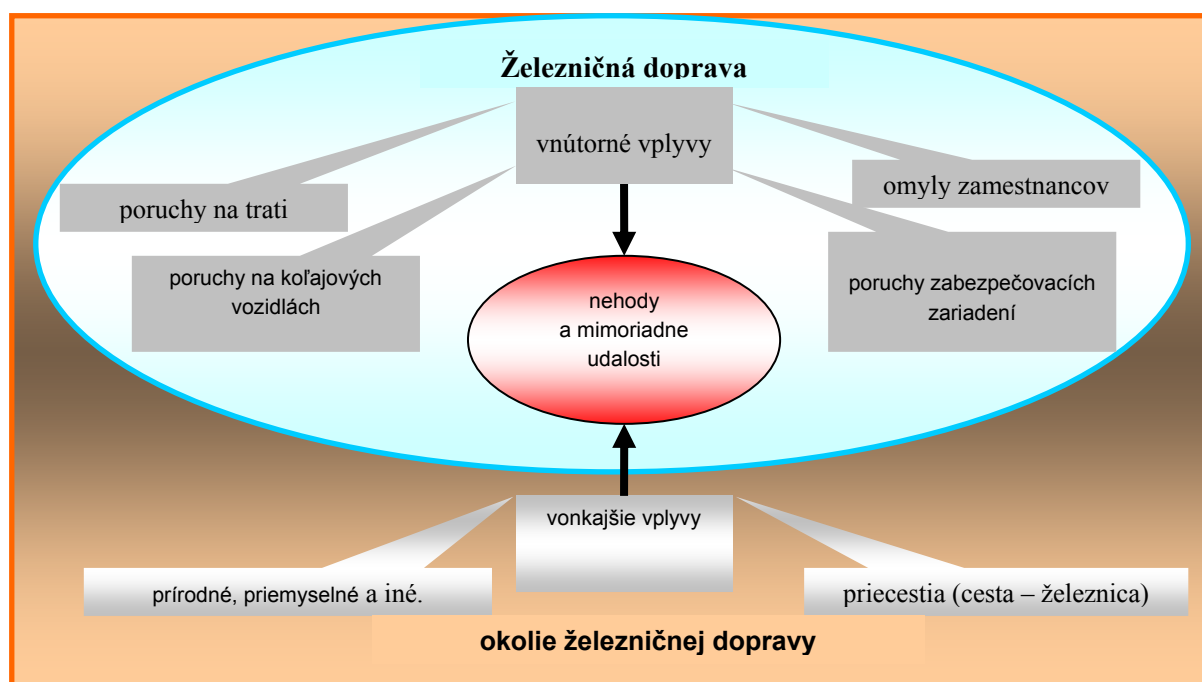 Železničná doprava
vnútorné vplyvy
poruchy na trati
omyly zamestnancov
poruchy na koľajových
vozidlách
poruchy zabezpečovacích
zariadení
nehody
a mimoriadne
udalosti
vonkajšie vplyvy
prírodné, priemyselné a iné.
priecestia (cesta – železnica)
okolie železničnej dopravy